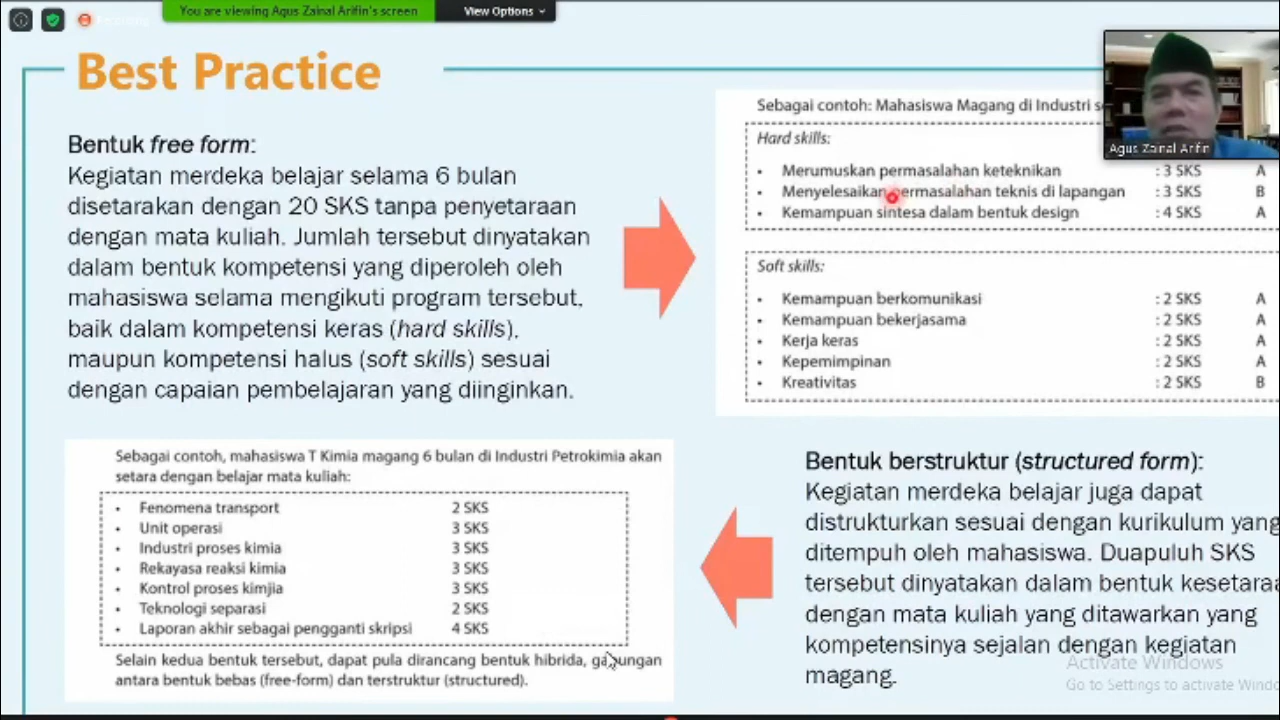 You are viewing Agus Zainal Arifin's screen
View Options
Best Practice
Bentuk free form:
Kegiatan merdeka belajar selama 6 bulan
disetarakan dengan 20 SKS tanpa penyetaraan
dengan mata kuliah. Jumlah tersebut dinyatakan
dalam bentuk kompetensi yang diperoleh oleh
mahasiswa selama mengikuti program tersebut,
baik dalam kompetensi keras (hard skills),
maupun kompetensi halus (soft skills) sesuai
dengan capaian pembelajaran yang diinginkan.
Sebagai contoh: Mahasiswa Magang di Industri
Hard skills:
• Merumuskan permasalahan keteknikan : 3 SKS A
• Menyelesaikan permasalahan teknis di lapangan : 3 SKS B
• Kemampuan sintesa dalam bentuk design : 4 SKS A
Soft skills:
• Kemampuan berkomunikasi : 2 SKS A
• Kemampuan bekerjasama : 2 SKS A
• Kerja keras : 2 SKS A
• Kepemimpinan : 2 SKS A
• Kreativitas : 2 SKS B
Agus Zainal Arifin
Sebagai contoh, mahasiswa T Kimia magang 6 bulan di Industri Petrokimia akan
setara dengan belajar mata kuliah:
• Fenomena transport 2 SKS
• Unit operasi 3 SKS
• Industri proses kimia 3 SKS
• Rekayasa reaksi kimia 3 SKS
• Kontrol proses kimjia 3 SKS
• Teknologi separasi 2 SKS
• Laporan akhir sebagai pengganti skripsi 4 SKS
Selain kedua bentuk tersebut, dapat pula dirancang bentuk hibrida, gabungan
antara bentuk bebas (free-form) dan terstruktur (structured).
Bentuk berstruktur (structured form):
Kegiatan merdeka belajar juga dapat
distrukturkan sesuai dengan kurikulum yang
ditempuh oleh mahasiswa. Duapuluh SKS
tersebut dinyatakan dalam bentuk kesetaraa
dengan mata kuliah yang ditawarkan yang
kompetensinya sejalan dengan kegiatan
magang.
Activate Windows
Go to Settings to activate Windo